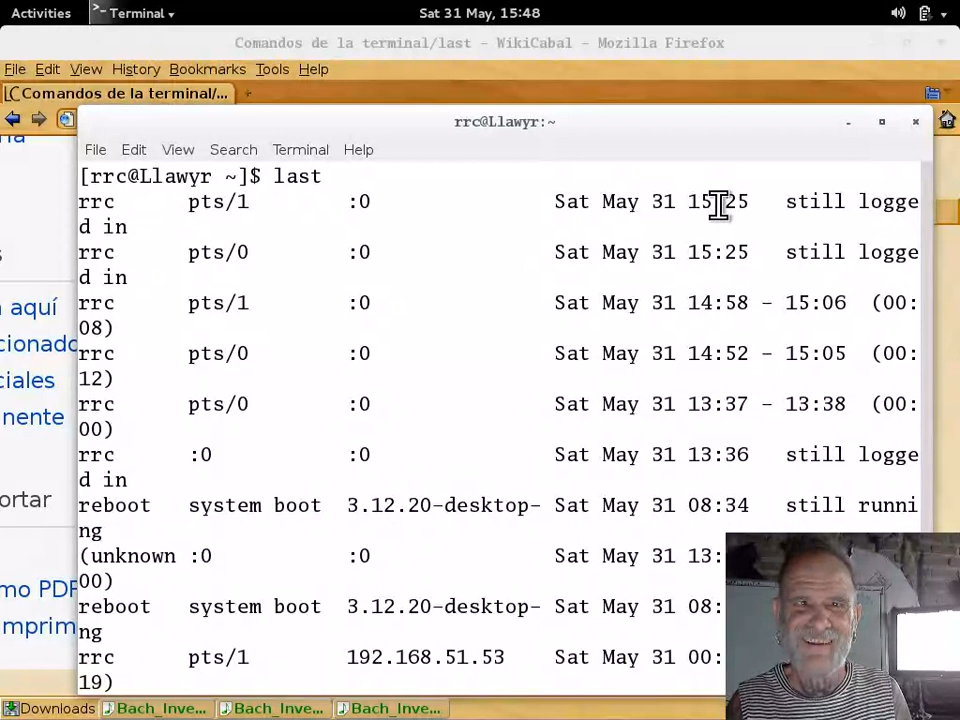 Activities
Terminal
Sat 31 May, 15:48
Comandos de la terminal/last - WikiCabal - Mozilla Firefox
File Edit View History Bookmarks Tools Help
Comandos de la terminal/...
rrc@Llawyr:~
File Edit View Search Terminal Help
[rrc@Llawyr ~]$ last
rrc pts/1 :0 Sat May 31 15:25 still logge
d in
rrc pts/0 :0 Sat May 31 15:25 still logge
d in
rrc pts/1 :0 Sat May 31 14:58 - 15:06 (00:
08)
rrc pts/0 :0 Sat May 31 14:52 - 15:05 (00:
12)
rrc pts/0 :0 Sat May 31 13:37 - 13:38 (00:
00)
rrc :0 :0 Sat May 31 13:36 still logge
d in
reboot system boot 3.12.20-desktop- Sat May 31 08:34 still runni
ng
(unknown :0 :0 Sat May 31 13:
00)
reboot system boot 3.12.20-desktop- Sat May 31 08:
ng
rrc pts/1 192.168.51.53 Sat May 31 00:
19)
aquí
cionado
ciales
nente
ortar
mo PDF
mprim
Downloads
Bach_Inve...
Bach_Inve...
Bach_Inve...